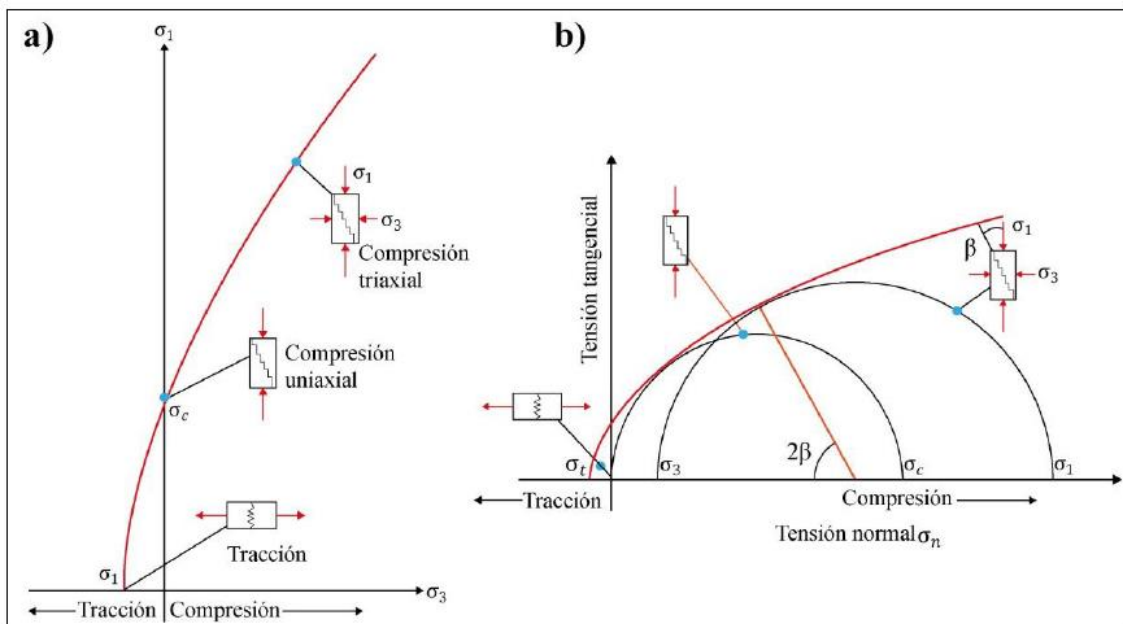 a)
σ₁
σ₁
σ₃
Compresión
triaxial
Compresión
uniaxial
σc
Tracción
σ₁
σ₃
Tracción
Compresión
b)
Tensión tangencial
β
σ₁
σ₃
2β
σt
σ₃
σc
σ₁
Tracción
Compresión
Tensión normal σn